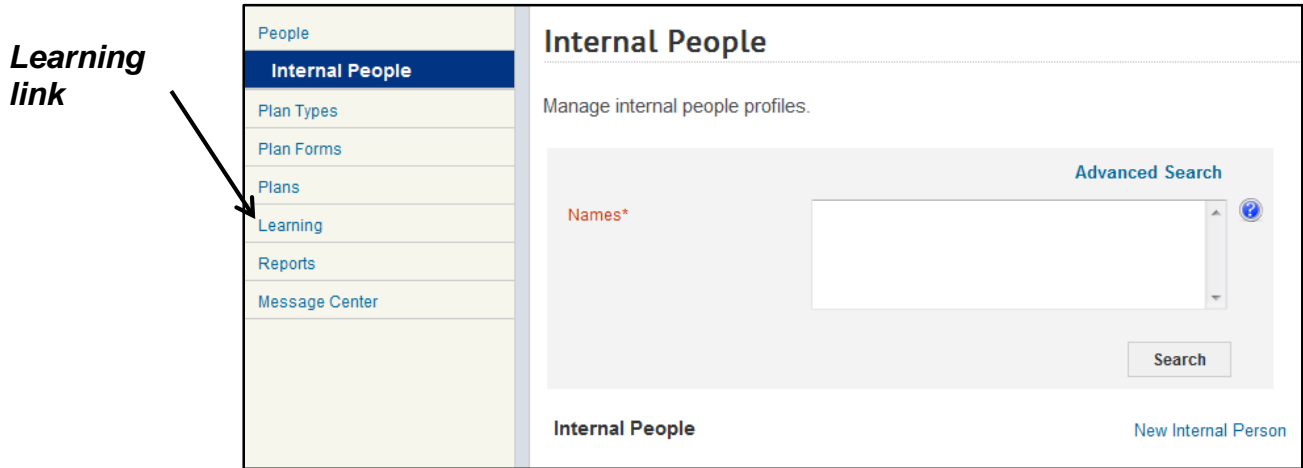 Learning
link
People
Internal People
Plan Types
Plan Forms
Plans
Learning
Reports
Message Center
Internal People
Manage internal people profiles.
Advanced Search
Names*
?
Search
Internal People
New Internal Person